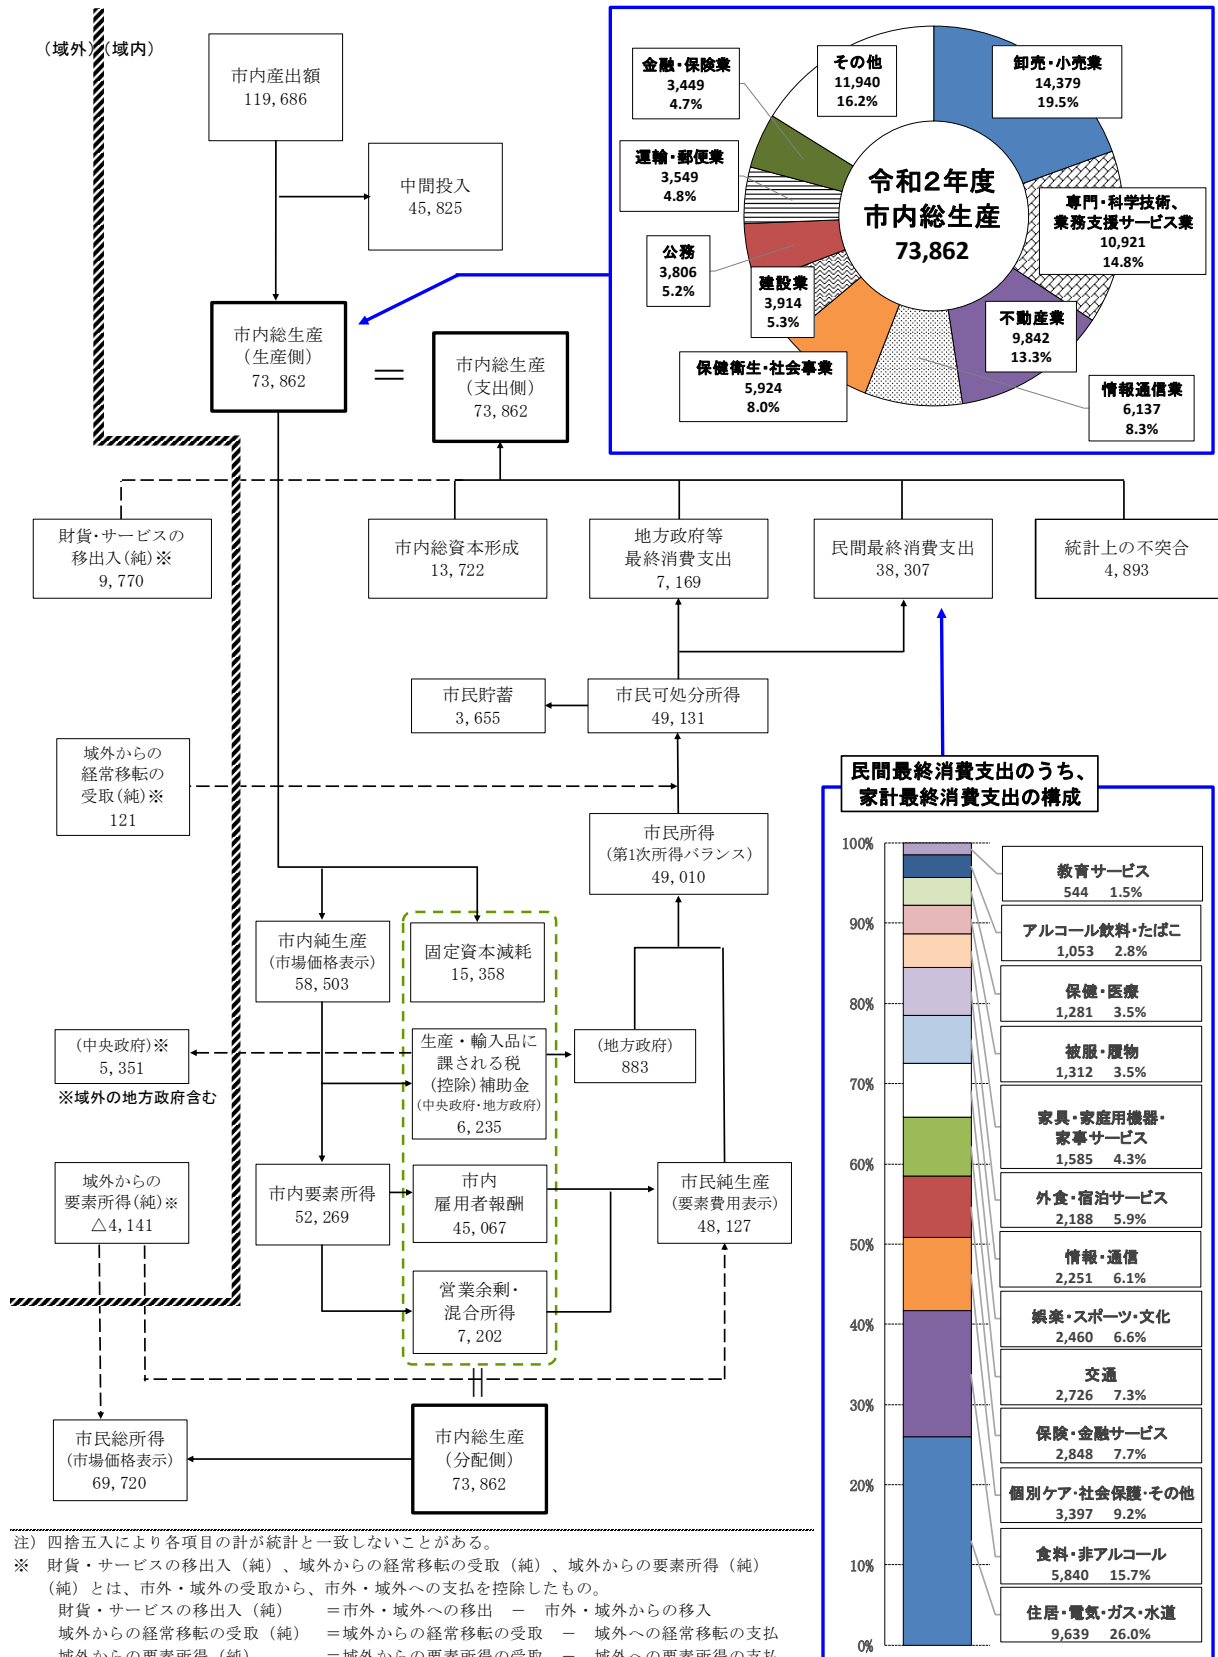 (域外)
(域内)
市内産出額
119,686
中間投入
45,825
市内総生産
(生産側)
73,862
=
市内総生産
(支出側)
73,862
金融・保険業
3,449
4.7%
その他
11,940
16.2%
卸売・小売業
14,379
19.5%
運輸・郵便業
3,549
4.8%
令和2年度
市内総生産
73,862
専門・科学技術、
業務支援サービス業
10,921
14.8%
公務
3,806
5.2%
建設業
3,914
5.3%
不動産業
9,842
13.3%
保健衛生・社会事業
5,924
8.0%
情報通信業
6,137
8.3%
財貨・サービスの
移出入(純)※
9,770
市内総資本形成
13,722
地方政府等
最終消費支出
7,169
民間最終消費支出
38,307
統計上の不突合
4,893
市民貯蓄
3,655
市民可処分所得
49,131
域外からの
経常移転の
受取(純)※
121
市民所得
(第1次所得バランス)
49,010
市内純生産
(市場価格表示)
58,503
固定資本減耗
15,358
(中央政府)※
5,351
※域外の地方政府含む
生産・輸入品に
課される税
(控除)補助金
(中央政府・地方政府)
6,235
(地方政府)
883
域外からの
要素所得(純)※
△4,141
市内要素所得
52,269
市内
雇用者報酬
45,067
市民純生産
(要素費用表示)
48,127
営業余剰・
混合所得
7,202
市民総所得
(市場価格表示)
69,720
市内総生産
(分配側)
73,862
民間最終消費支出のうち、
家計最終消費支出の構成
100%
90%
80%
70%
60%
50%
40%
30%
20%
10%
0%
教育サービス
544 1.5%
アルコール飲料・たばこ
1,053 2.8%
保健・医療
1,281 3.5%
被服・履物
1,312 3.5%
家具・家庭用機器・
家事サービス
1,585 4.3%
外食・宿泊サービス
2,188 5.9%
情報・通信
2,251 6.1%
娯楽・スポーツ・文化
2,460 6.6%
交通
2,726 7.3%
保険・金融サービス
2,848 7.7%
個別ケア・社会保護・その他
3,397 9.2%
食料・非アルコール
5,840 15.7%
住居・電気・ガス・水道
9,639 26.0%
注) 四捨五入により各項目の計が統計と一致しないことがある。
※ 財貨・サービスの移出入（純）、域外からの経常移転の受取（純）、域外からの要素所得（純）
(純）とは、市外・域外の受取から、市外・域外への支払を控除したもの。
財貨・サービスの移出入（純） ＝市外・域外への移出 － 市外・域外からの移入
域外からの経常移転の受取（純） ＝域外からの経常移転の受取 － 域外への経常移転の支払
域外からの要素所得（純） ＝域外からの要素所得の受取 － 域外への要素所得の支払